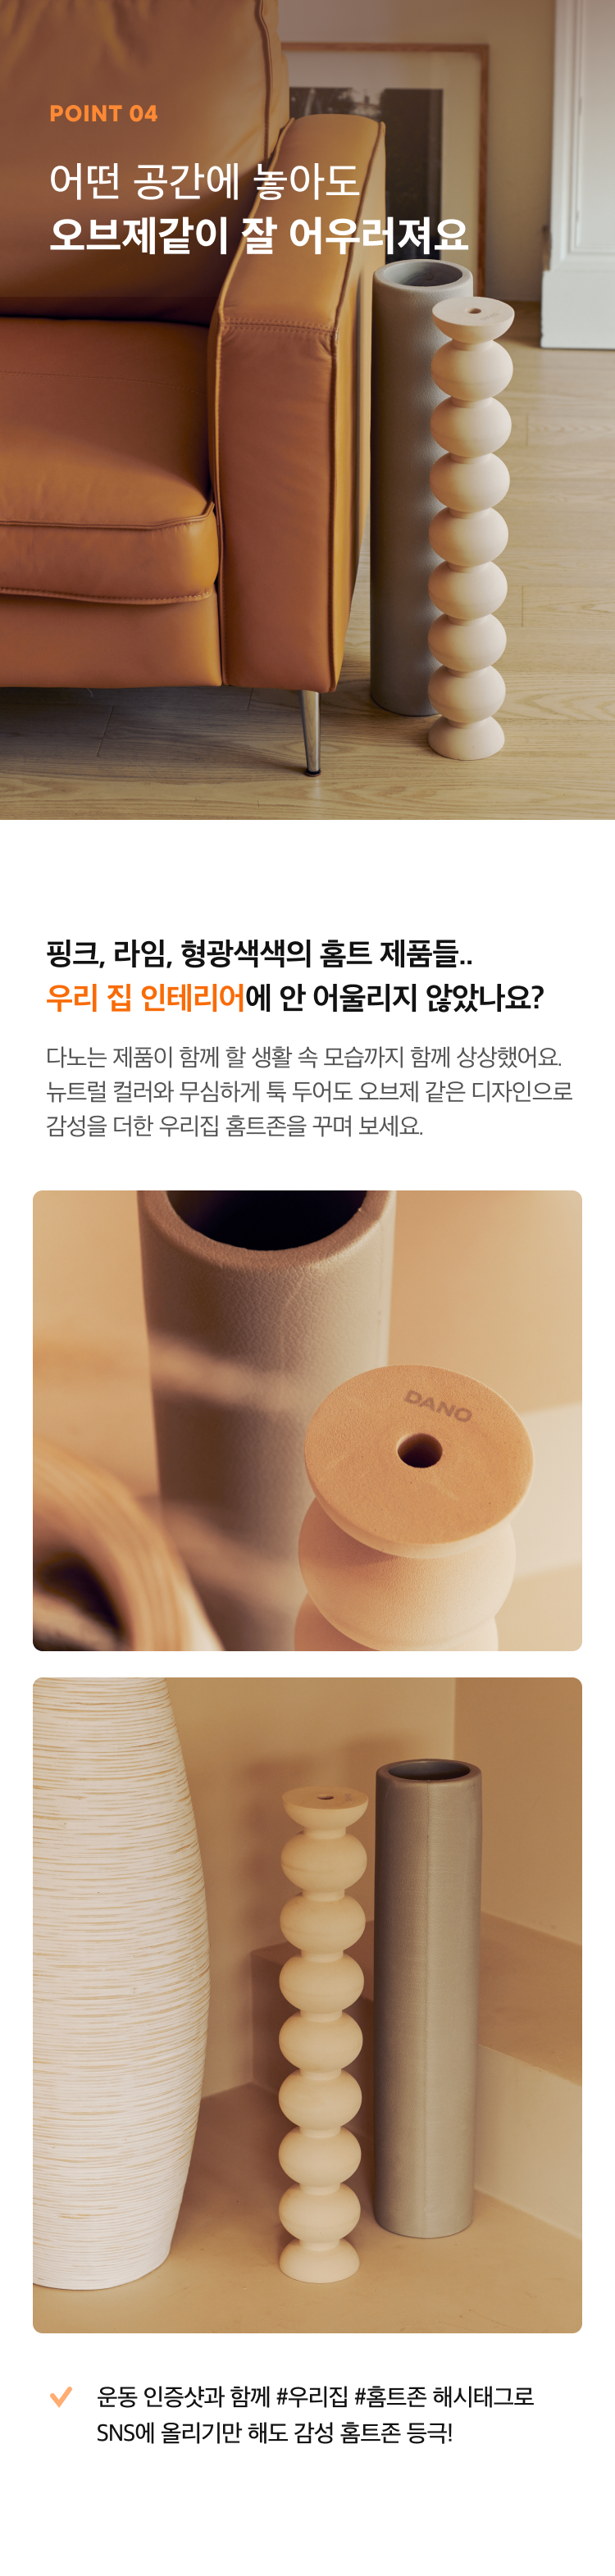 POINT 04
어떤 공간에 놓아도
오브제같이 잘 어우러져요
핑크, 라임, 형광색색의 홈트 제품들..
우리 집 인테리어에 안 어울리지 않았나요?
다노는 제품이 함께 할 생활 속 모습까지 함께 상상했어요.
뉴트럴 컬러와 무심하게 툭 두어도 오브제 같은 디자인으로
감성을 더한 우리집 홈트존을 꾸며 보세요.
DANO
운동 인증샷과 함께 #우리집 #홈트존 해시태그로
SNS에 올리기만 해도 감성 홈트존 등극!